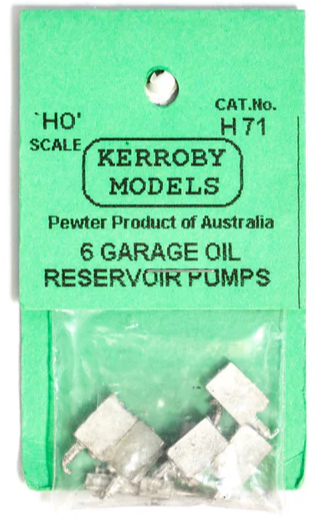 CAT.No.
'HO'
H 71
SCALE
KERROBY
MODELS
Pewter Product of Australia
6 GARAGE OIL
RESERVOIR PUMPS